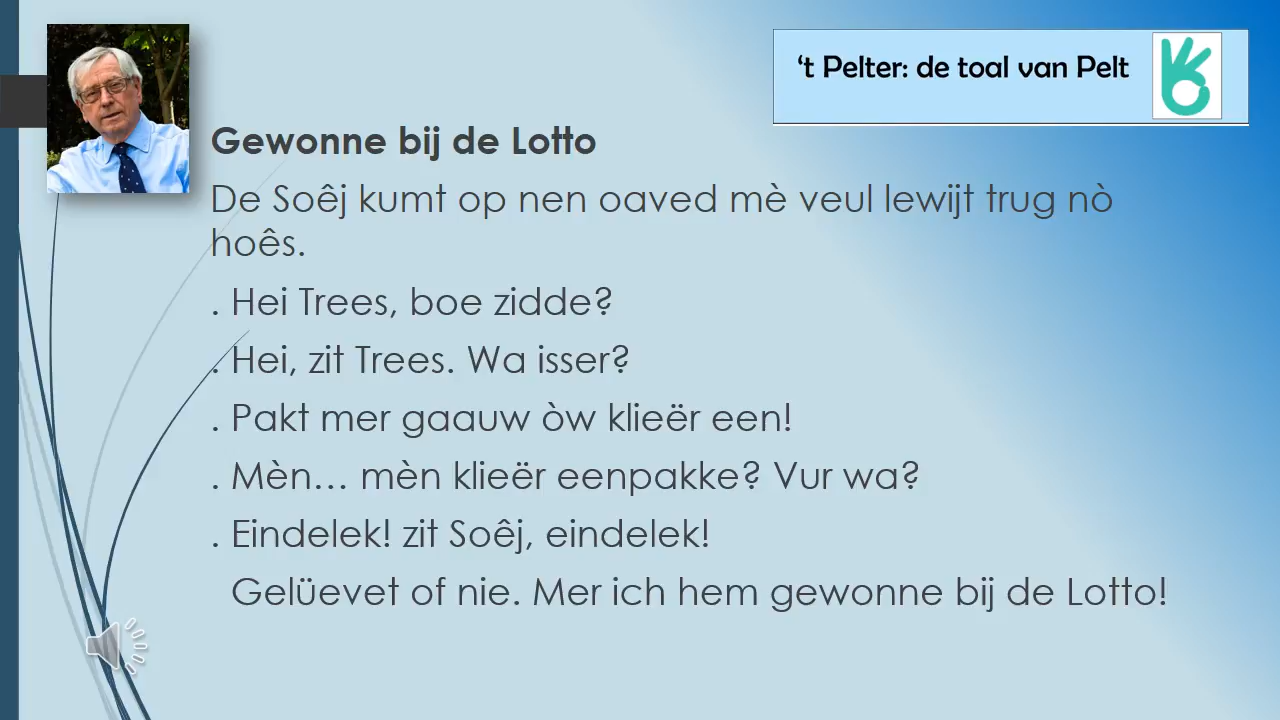 ‘t Pelter: de toal van Pelt
Gewonne bij de Lotto
De Soêj kumt op nen oaved mè veul lewijt trug nò
hoês.
. Hei Trees, boe zidde?
. Hei, zit Trees. Wa isser?
. Pakt mer gaauw òw klieër een!
. Mèn… mèn klieër eenpakke? Vur wa?
. Eindelek! zit Soêj, eindelek!
Gelüevet of nie. Mer ich hem gewonne bij de Lotto!